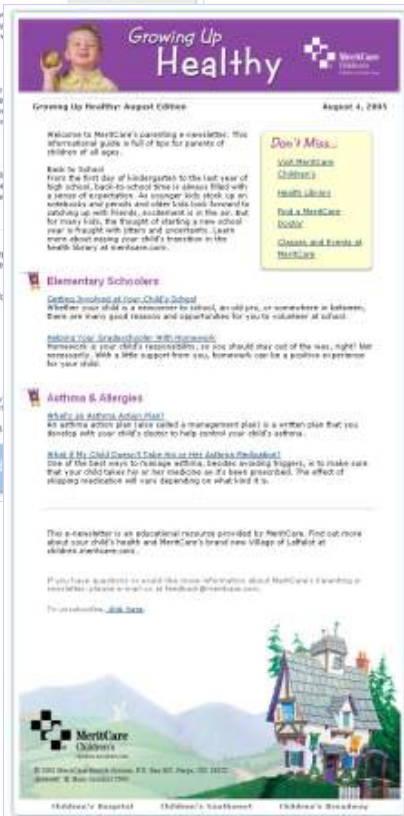 Growing Up
Healthy
MeritCare
Children's
Growing Up Healthy: August Edition
August 4, 2005
Welcome to MeritCare's parenting e-newsletter. This
informational guide is full of tips for parents of
children of all ages.
Back to School
From the first day of kindergarten to the last year of
high school, back-to-school time is always filled with
a sense of expectation. As younger kids stock up on
notebooks and pencils and older kids look forward to
catching up with friends, excitement is in the air. But
for many kids, the thought of starting a new school
year is fraught with jitters and uncertainty. Learn
more about easing your child's transition in the
health library at meritcare.com.
Don't Miss...
Visit MeritCare
Children's
Health Library
Find a MeritCare
Doctor
Classes and Events at
MeritCare
Elementary Schoolers
Getting Involved at Your Child's School
Whether your child is a newcomer to school, an old pro, or somewhere in between,
there are many good reasons and opportunities for you to volunteer at school.
Helping Your Gradeschooler With Homework
Homework is your child's responsibility, so you should stay out of the way, right? Not
necessarily. With a little support from you, homework can be a positive experience
for your child.
Asthma & Allergies
What's an Asthma Action Plan?
An asthma action plan (also called a management plan) is a written plan that you
develop with your child's doctor to help control your child's asthma.
What if My Child Doesn't Take His or Her Asthma Medication?
One of the best ways to manage asthma, besides avoiding triggers, is to make sure
that your child takes his or her medicine as it's been prescribed. The effect of
skipping medication will vary depending on what kind it is.
This e-newsletter is an educational resource provided by MeritCare. Find out more
about your child's health and MeritCare's brand new Village of Laffalot at
children.meritcare.com.
If you have questions or would like more information about MeritCare's Parenting e-
newsletter, please e-mail us at feedback@meritcare.com.
To unsubscribe, click here.
MeritCare
Children's
Children's Hospital
Children's Southwest
Children's Broadway